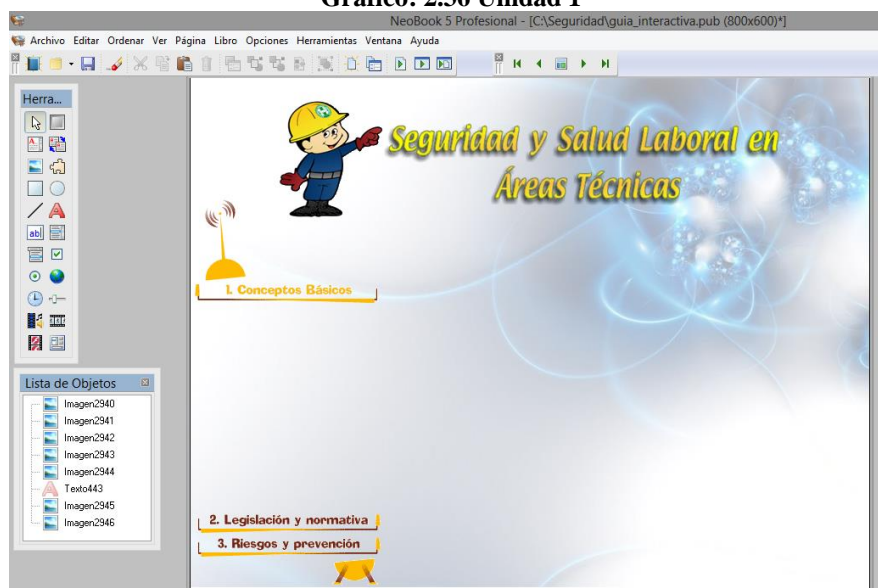 Gráfico: 2.36 Unidad 1
NeoBook 5 Profesional - [C:\Seguridad\guia_interactiva.pub (800x600)*]
Archivo Editar Ordenar Ver Página Libro Opciones Herramientas Ventana Ayuda
Herra...
Seguridad y Salud Laboral en
Áreas Técnicas
1. Conceptos Básicos
Lista de Objetos
Imagen2940
Imagen2941
Imagen2942
Imagen2943
Imagen2944
Texto443
Imagen2945
Imagen2946
2. Legislación y normativa
3. Riesgos y prevención